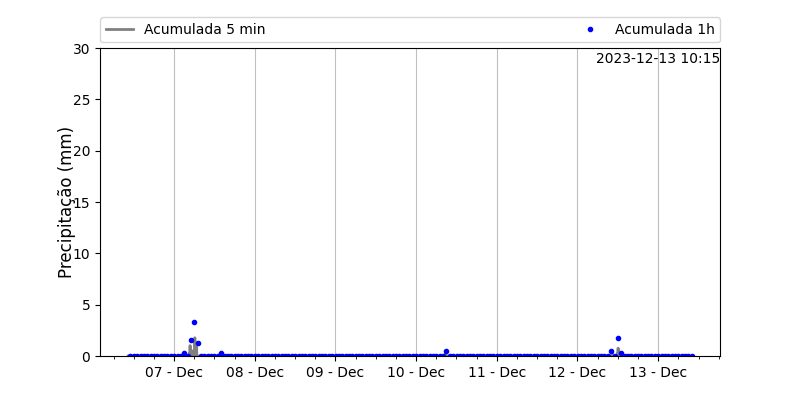 Acumulada 5 min
Acumulada 1h
2023-12-13 10:15
Precipitação (mm)
30
25
20
15
10
5
0
07 - Dec
08 - Dec
09 - Dec
10 - Dec
11 - Dec
12 - Dec
13 - Dec